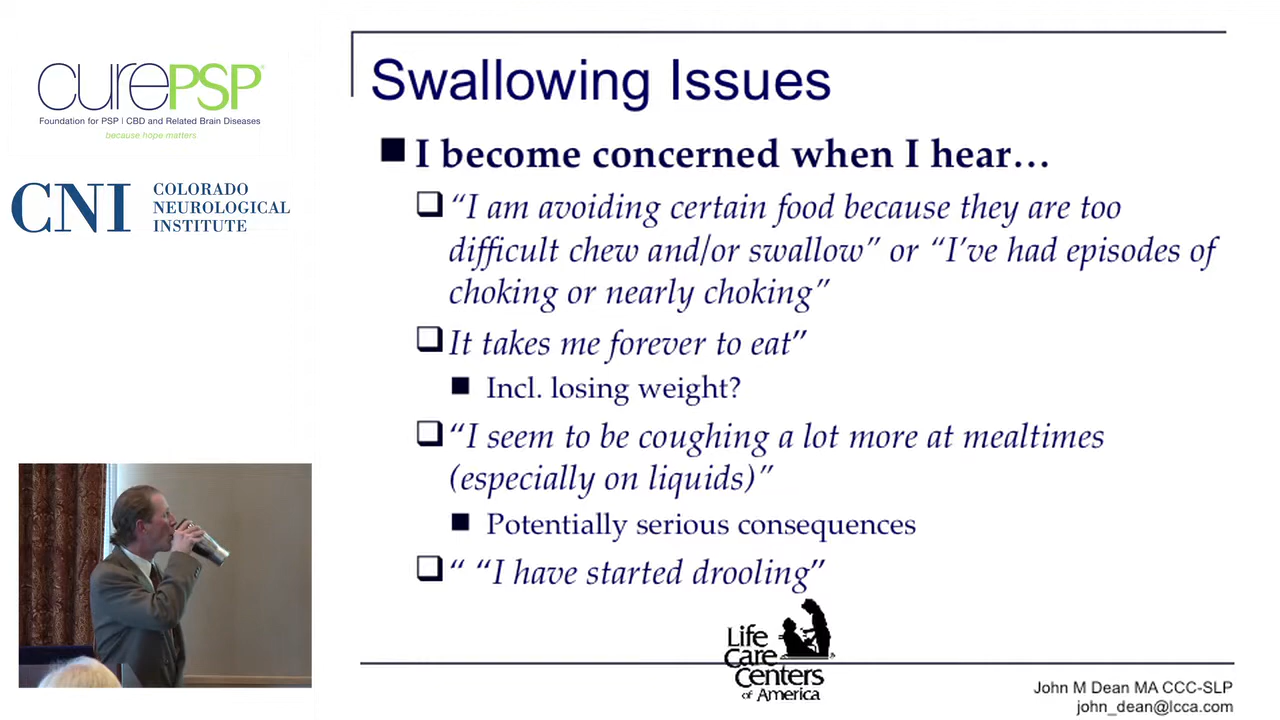 curePSP
Foundation for PSP | CBD and Related Brain Diseases
because hope matters
CNI
COLORADO
NEUROLOGICAL
INSTITUTE
Swallowing Issues
I become concerned when I hear…
“I am avoiding certain food because they are too
difficult chew and/or swallow” or “I’ve had episodes of
choking or nearly choking”
It takes me forever to eat”
Incl. losing weight?
“I seem to be coughing a lot more at mealtimes
(especially on liquids)”
Potentially serious consequences
“ “I have started drooling”
Life
Care
Centers
of America
John M Dean MA CCC-SLP
john_dean@lcca.com